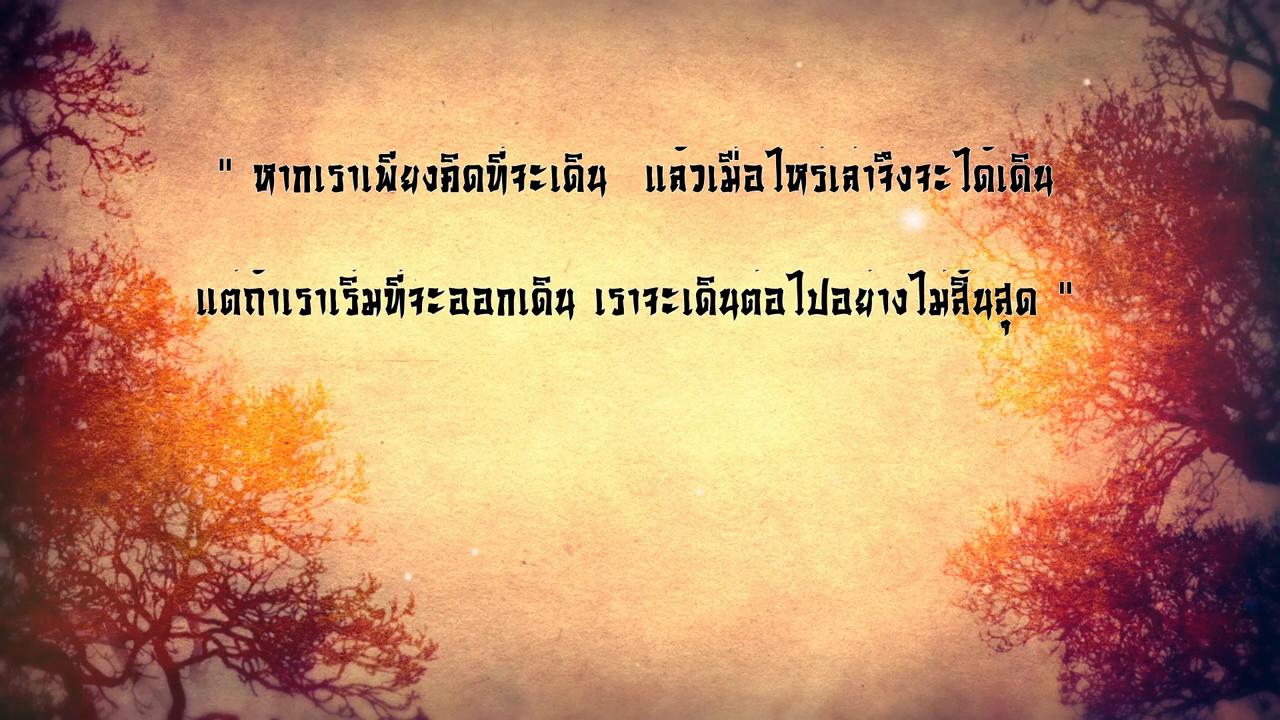 " หากเราเพียงคิดที่จะเดิน แล้วเมื่อไหร่เล่าจึงจะได้เดิน
แต่ถ้าเราเริ่มที่จะออกเดิน เราจะเดินต่อไปอย่างไม่สิ้นสุด "